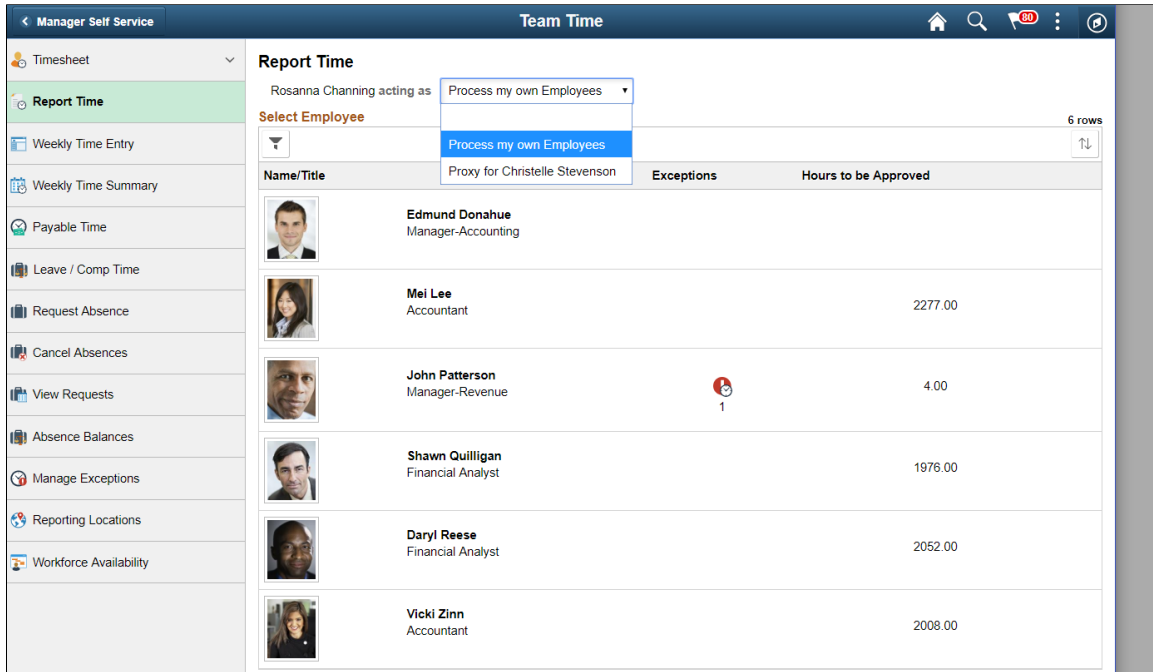 Manager Self Service
Team Time
80
Timesheet
Report Time
Weekly Time Entry
Weekly Time Summary
Payable Time
Leave / Comp Time
Request Absence
Cancel Absences
View Requests
Absence Balances
Manage Exceptions
Reporting Locations
Workforce Availability
Report Time
Rosanna Channing acting as Process my own Employees
Process my own Employees
Proxy for Christelle Stevenson
Select Employee
6 rows
Name/Title Exceptions Hours to be Approved
Edmund Donahue
Manager-Accounting
Mei Lee
Accountant
2277.00
John Patterson
Manager-Revenue
1
4.00
Shawn Quilligan
Financial Analyst
1976.00
Daryl Reese
Financial Analyst
2052.00
Vicki Zinn
Accountant
2008.00